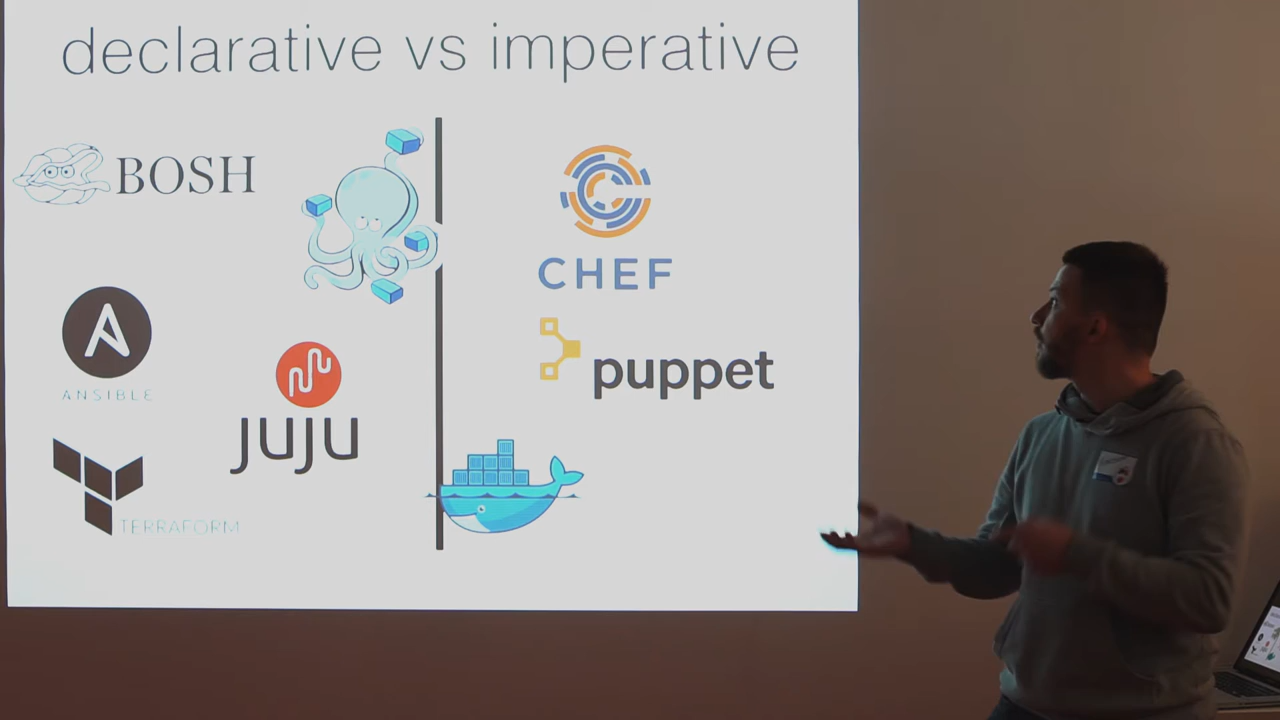 declarative vs imperative
BOSH
CHEF
ANSIBLE
puppet
juju
TERRAFORM